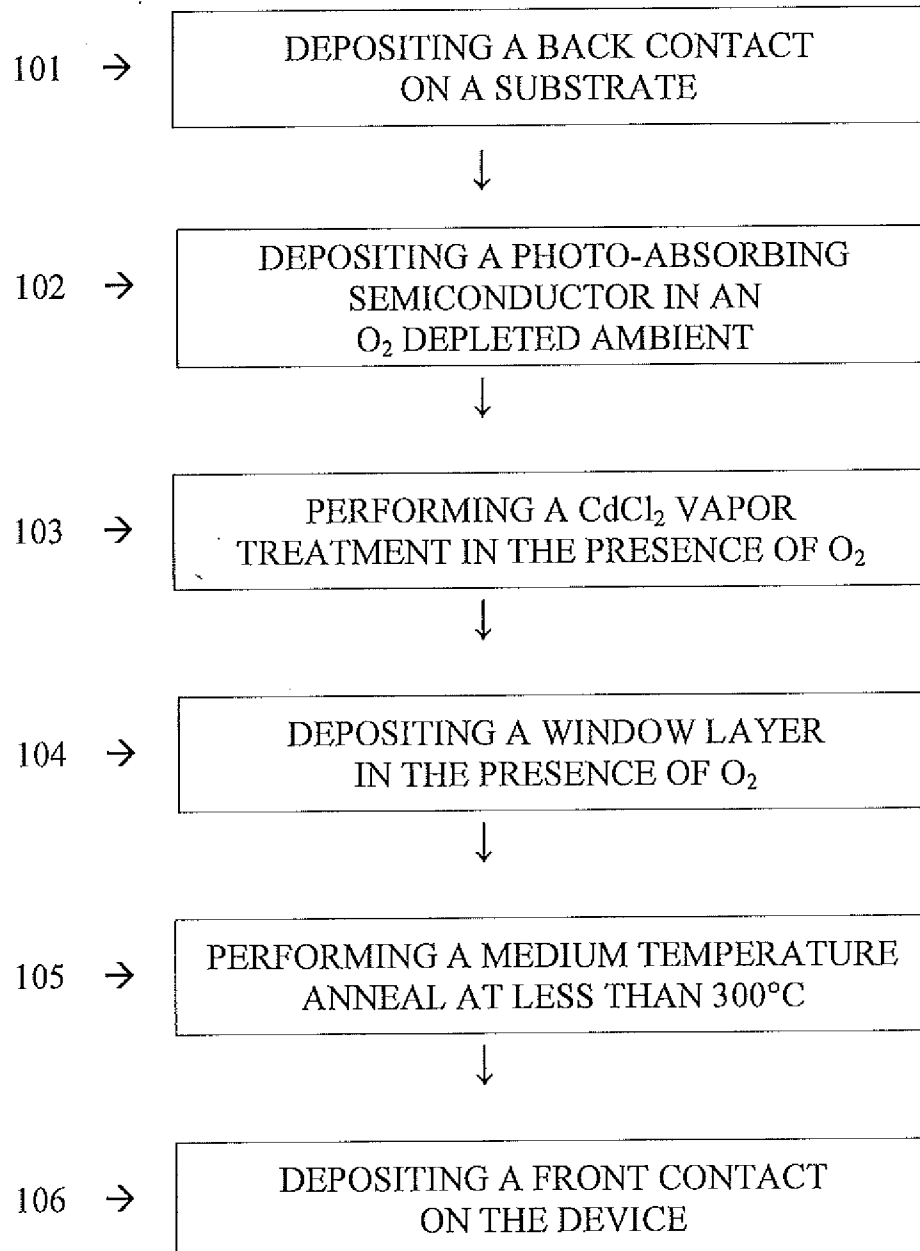 101 → DEPOSITING A BACK CONTACT
ON A SUBSTRATE
↓
102 → DEPOSITING A PHOTO-ABSORBING
SEMICONDUCTOR IN AN
O₂ DEPLETED AMBIENT
↓
103 → PERFORMING A CdCl₂ VAPOR
TREATMENT IN THE PRESENCE OF O₂
↓
104 → DEPOSITING A WINDOW LAYER
IN THE PRESENCE OF O₂
↓
105 → PERFORMING A MEDIUM TEMPERATURE
ANNEAL AT LESS THAN 300°C
↓
106 → DEPOSITING A FRONT CONTACT
ON THE DEVICE